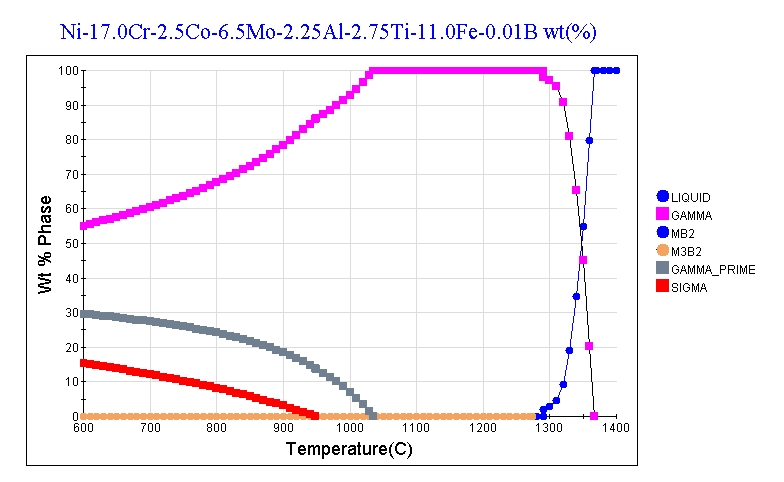 Ni-17.0Cr-2.5Co-6.5Mo-2.25Al-2.75Ti-11.0Fe-0.01B wt(%)
100
90
80
70
60
50
40
30
20
10
0
Wt % Phase
600 700 800 900 1000 1100 1200 1300 1400
Temperature(C)
LIQUID
GAMMA
MB2
M3B2
GAMMA_PRIME
SIGMA